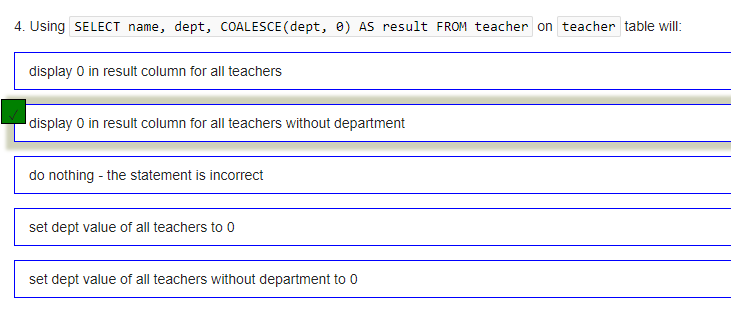 4. Using SELECT name, dept, COALESCE(dept, 0) AS result FROM teacher on teacher table will:
display 0 in result column for all teachers
display 0 in result column for all teachers without department
do nothing - the statement is incorrect
set dept value of all teachers to 0
set dept value of all teachers without department to 0